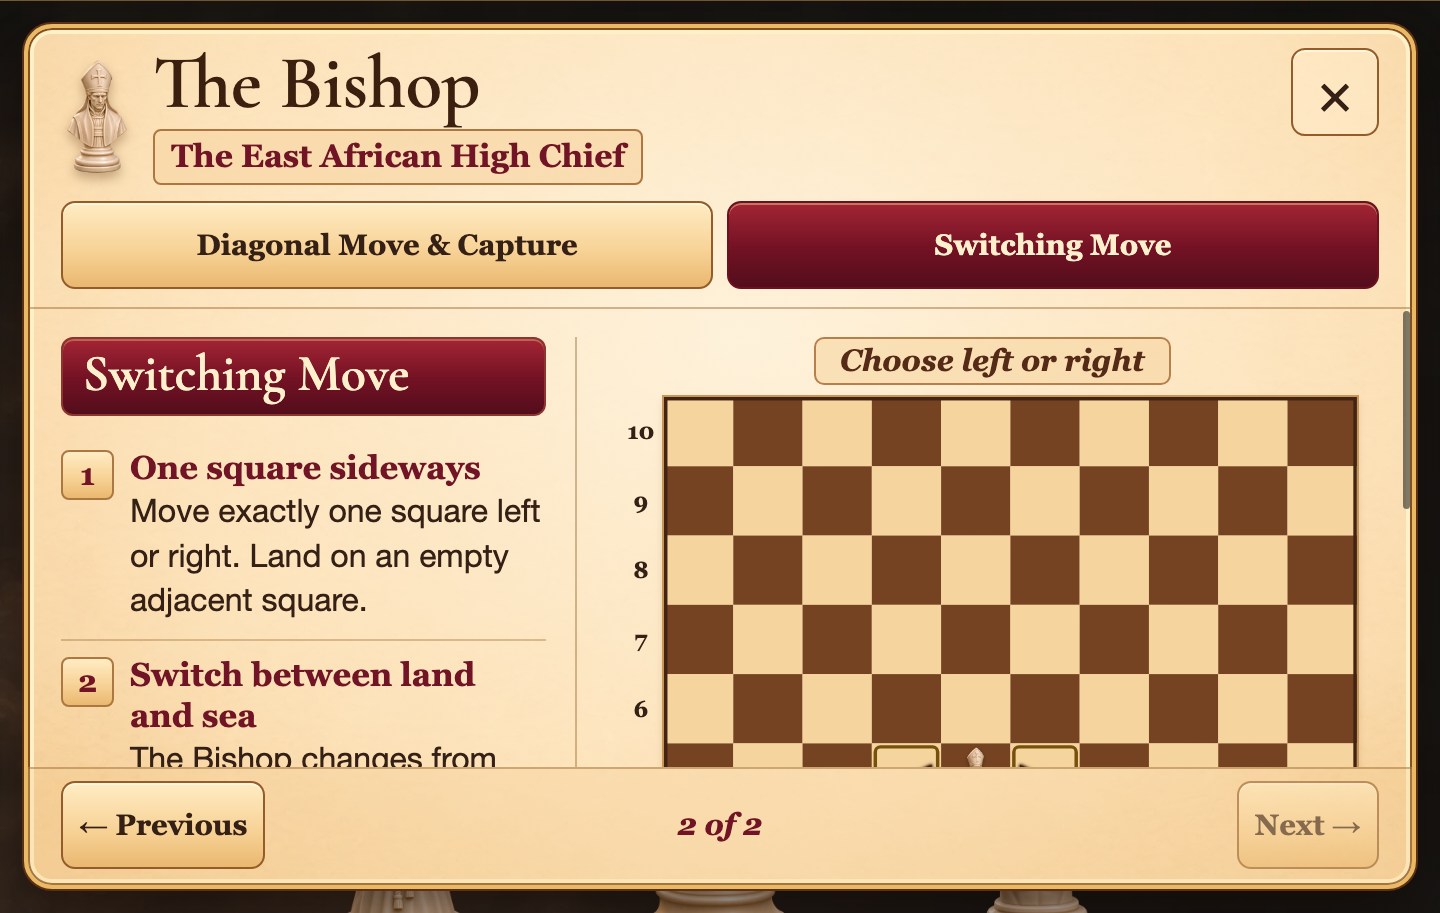 The Bishop
The East African High Chief
×
Diagonal Move & Capture
Switching Move
Switching Move
1
One square sideways
Move exactly one square left
or right. Land on an empty
adjacent square.
2
Switch between land
and sea
The Bishop changes from
Choose left or right
10
9
8
7
6
← Previous
2 of 2
Next →